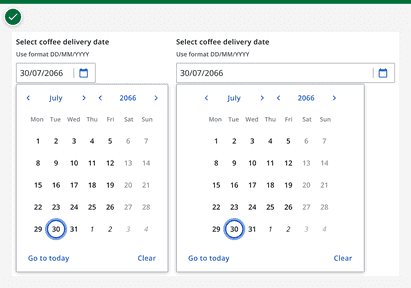 Select coffee delivery date
Use format DD/MM/YYYY
30/07/2066
July 2066
Mon Tue Wed Thu Fri Sat Sun
1 2 3 4 5 6 7
8 9 10 11 12 13 14
15 16 17 18 19 20 21
22 23 24 25 26 27 28
29 30 31 1 2 3 4
Go to today Clear
Select coffee delivery date
Use format DD/MM/YYYY
30/07/2066
July 2066
Mon Tue Wed Thu Fri Sat Sun
1 2 3 4 5 6 7
8 9 10 11 12 13 14
15 16 17 18 19 20 21
22 23 24 25 26 27 28
29 30 31 1 2 3 4
Go to today Clear